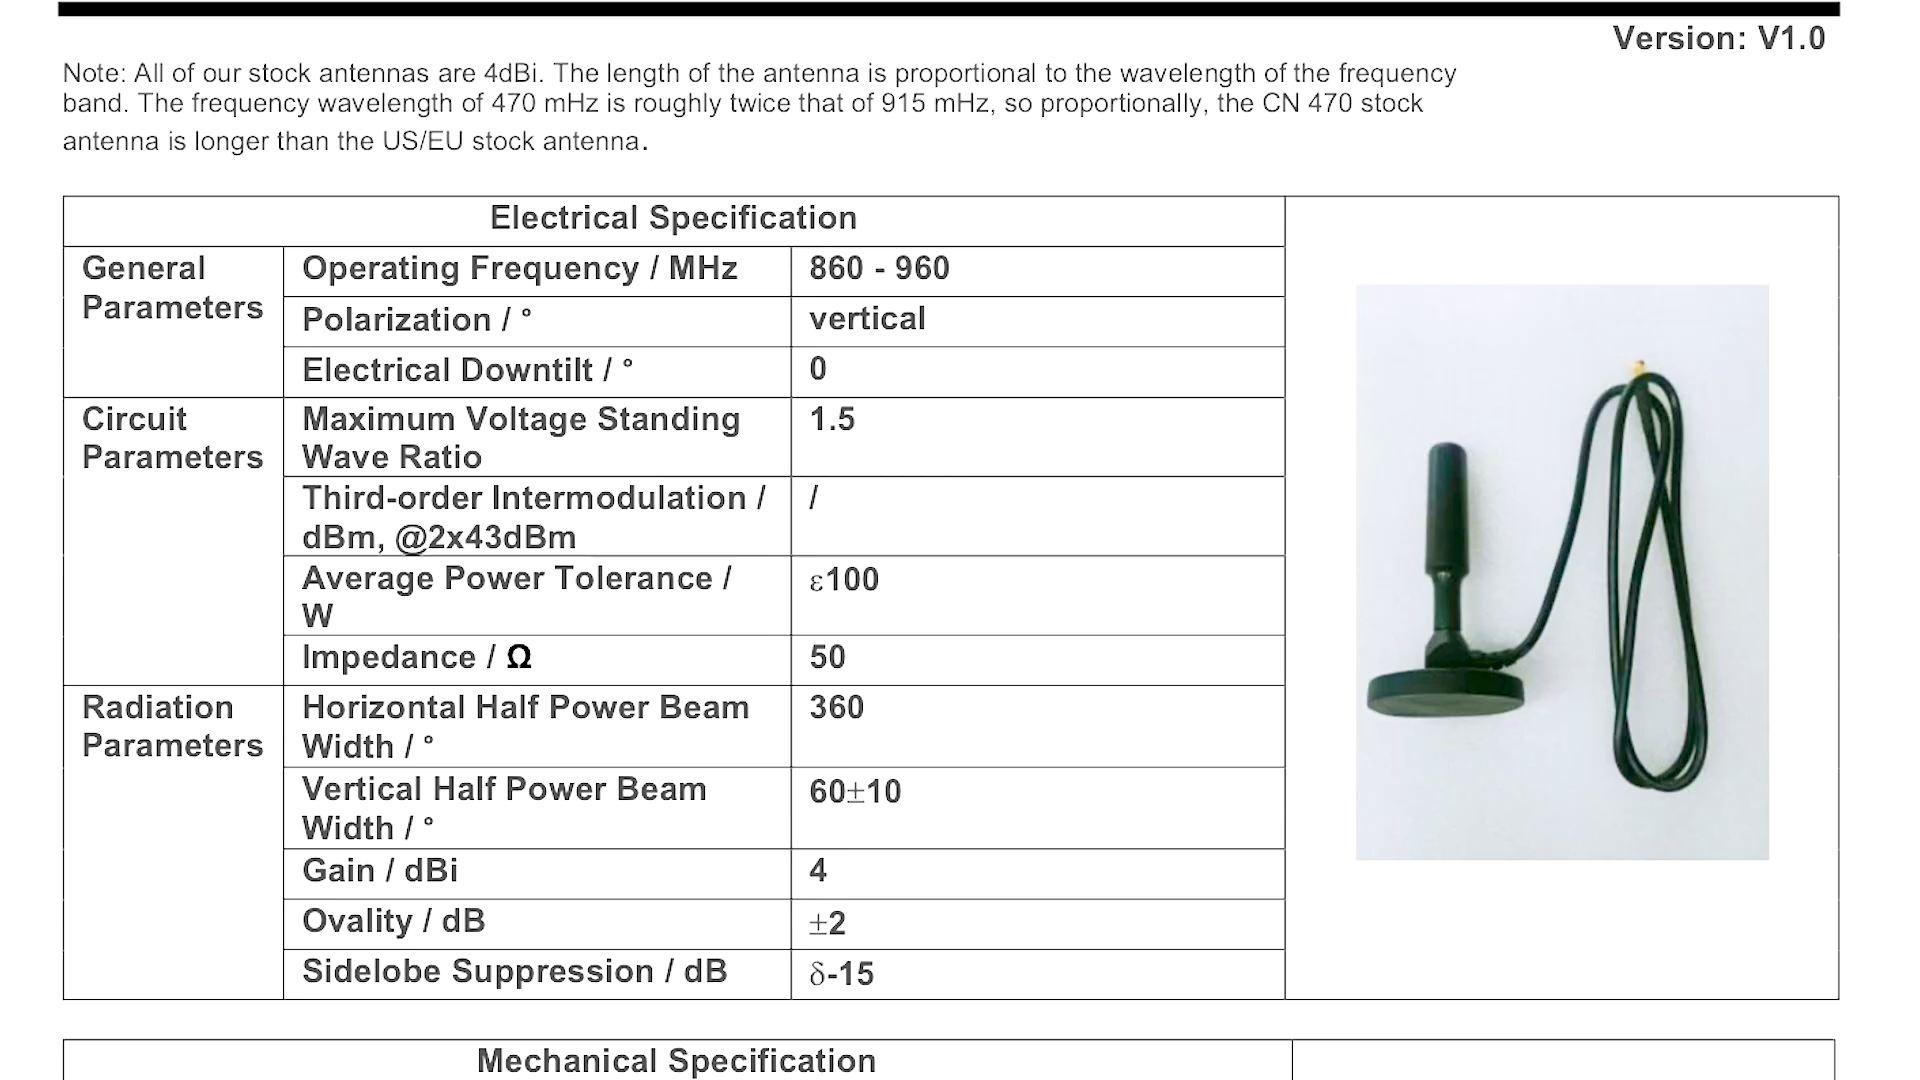 Version: V1.0
Note: All of our stock antennas are 4dBi. The length of the antenna is proportional to the wavelength of the frequency
band. The frequency wavelength of 470 mHz is roughly twice that of 915 mHz, so proportionally, the CN 470 stock
antenna is longer than the US/EU stock antenna.
Electrical Specification
General
Parameters
Operating Frequency / MHz
860 - 960
Polarization / °
vertical
Electrical Downtilt / °
0
Circuit
Parameters
Maximum Voltage Standing
Wave Ratio
1.5
Third-order Intermodulation /
dBm, @2x43dBm
/
Average Power Tolerance /
W
ε100
Impedance / Ω
50
Radiation
Parameters
Horizontal Half Power Beam
Width / °
360
Vertical Half Power Beam
Width / °
60±10
Gain / dBi
4
Ovality / dB
±2
Sidelobe Suppression / dB
δ-15
Mechanical Specification